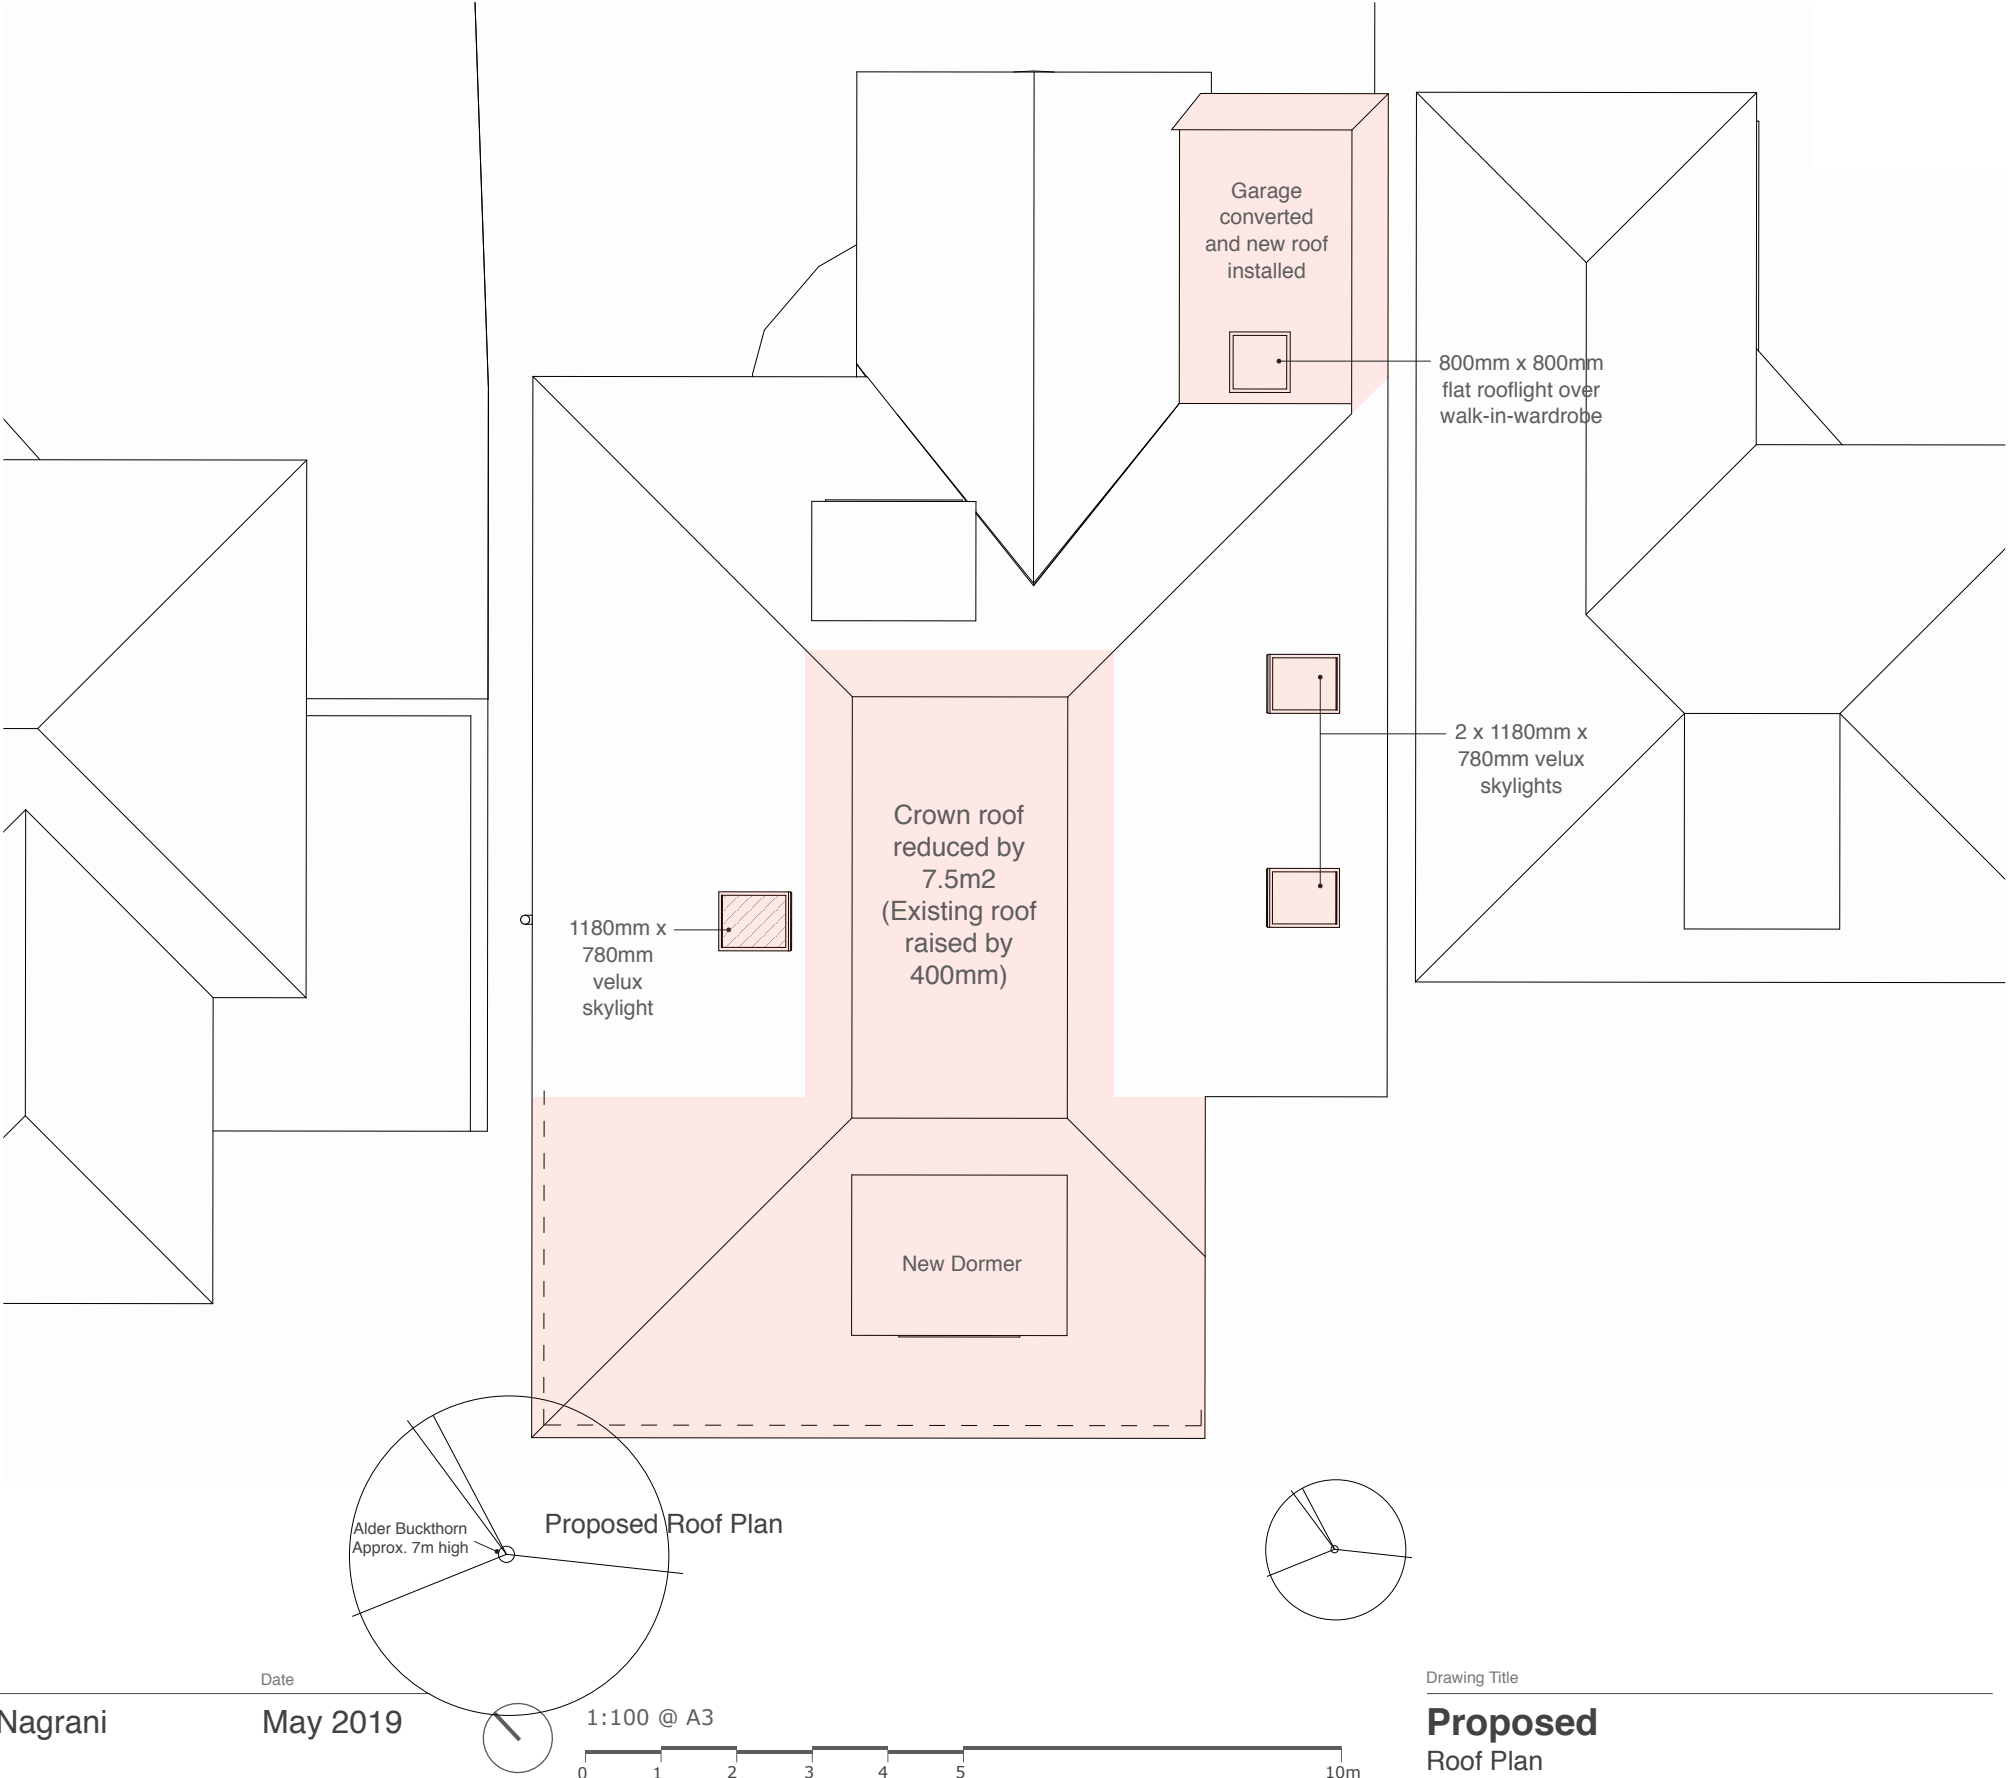 Garage
converted
and new roof
installed
800mm x 800mm
flat rooflight over
walk-in-wardrobe
2 x 1180mm x
780mm velux
skylights
Crown roof
reduced by
7.5m2
(Existing roof
raised by
400mm)
1180mm x
780mm
velux
skylight
New Dormer
Proposed Roof Plan
Alder Buckthorn
Approx. 7m high
Date
Nagrani
May 2019
1:100 @ A3
0 1 2 3 4 5 10m
Drawing Title
Proposed
Roof Plan